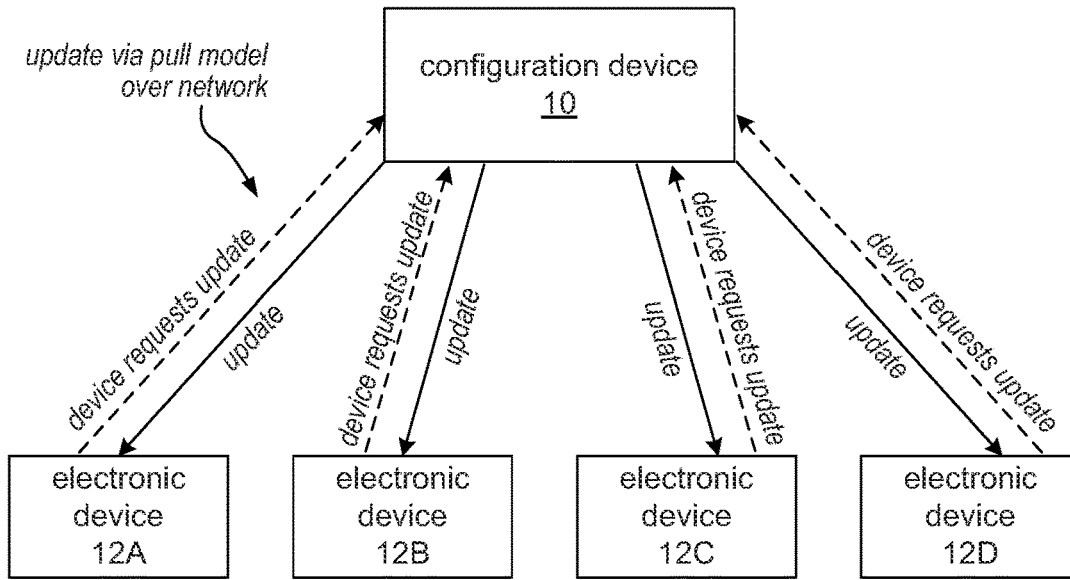 update via pull model
over network
configuration device
10
device requests update
update
device requests update
update
update
device requests update
update
device requests update
electronic
device
12A
electronic
device
12B
electronic
device
12C
electronic
device
12D